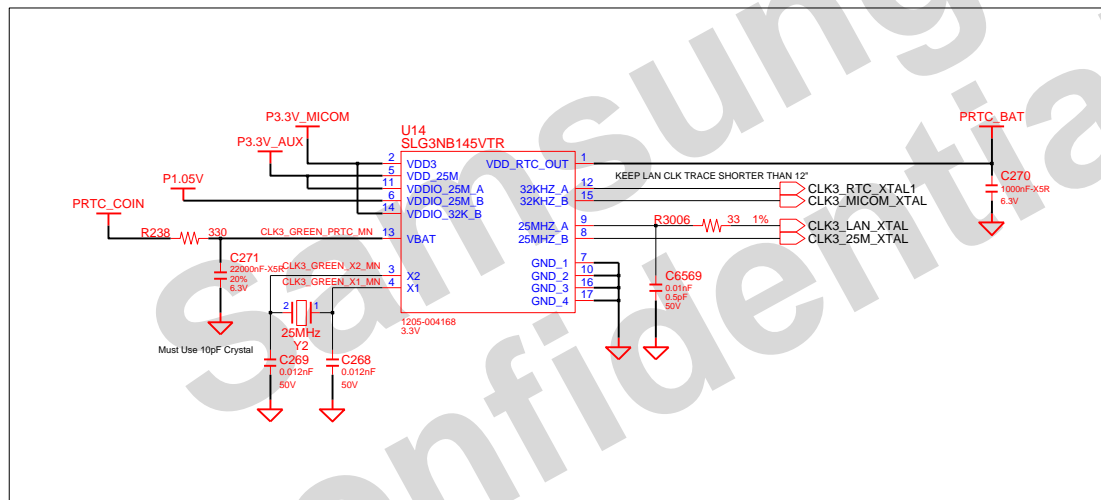 Samsung
Confidential
P3.3V_MICOM
P3.3V_AUX
P1.05V
PRTC_COIN
R238 330
CLK3_GREEN_PRTC_MN
C271
22000nF-X5R
20%
6.3V
CLK3_GREEN_X2_MN
CLK3_GREEN_X1_MN
2 1
25MHz
Y2
Must Use 10pF Crystal
C269
0.012nF
50V
C268
0.012nF
50V
U14
SLG3NB145VTR
2 VDD3
5 VDD_25M
11 VDDIO_25M_A
6 VDDIO_25M_B
14 VDDIO_32K_B
13 VBAT
3 X2
4 X1
VDD_RTC_OUT 1
32KHZ_A 12
32KHZ_B 15
25MHZ_A 9
25MHZ_B 8
GND_1 7
GND_2 10
GND_3 16
GND_4 17
1205-004168
3.3V
KEEP LAN CLK TRACE SHORTER THAN 12"
CLK3_RTC_XTAL1
CLK3_MICOM_XTAL
R3006 33 1%
CLK3_LAN_XTAL
CLK3_25M_XTAL
C6569
0.01nF
0.5pF
50V
PRTC_BAT
C270
1000nF-X5R
6.3V